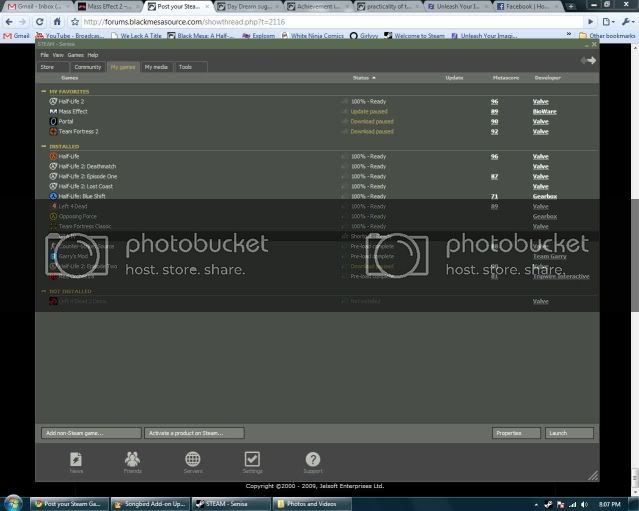 Gmail - Inbox (
Mass Effect 2
Post your Steam
Day Dream sug
Achievement i
practicality of t
Unleash Your I
Facebook | Ho
http://forums.blackmesasource.com/showthread.php?t=2116
Gmail
YouTube - Broadcas...
We Lack a Title
Black Mesa: A Half-...
White Ninja Comics
Girlyyy
Welcome to Steam
Unleash Your Imagi...
Other bookmarks
STEAM - Senisa
File View Games Help
Store Community My games My media Tools
Games Status Update Metascore Developer
MY FAVORITES
Half-Life 2 100% - Ready 96 Valve
Mass Effect Update paused 89 BioWare
Portal Download paused 90 Valve
Team Fortress 2 Download paused 92 Valve
INSTALLED
Half-Life 100% - Ready 96 Valve
Half-Life 2: Deathmatch 100% - Ready Valve
Half-Life 2: Episode One 100% - Ready 87 Valve
Half-Life 2: Lost Coast 100% - Ready Valve
Half-Life: Blue Shift 100% - Ready 71 Gearbox
Left 4 Dead 100% - Ready 89 Valve
Opposing Force 100% - Ready Gearbox
Team Fortress Classic 100% - Ready Valve
Counter-Strike: Source Pre-load complete
Garry's Mod Pre-load complete Team Garry
Half-Life 2: Episode Two Download paused
Pre-load complete 81 Tripwire Interactive
photobucket
host. store. share.
photobucket
host. store. share.
NOT INSTALLED
Left 4 Dead 2 Demo Not installed Valve
Add non-Steam game...
Activate a product on Steam...
Properties
Launch
News Friends Servers Settings Support
Copyright ©2000 - 2009, Jelsoft Enterprises Ltd.
Post your Steam Ga...
Songbird Add-on Up...
STEAM - Senisa
Photos and Videos
8:07 PM